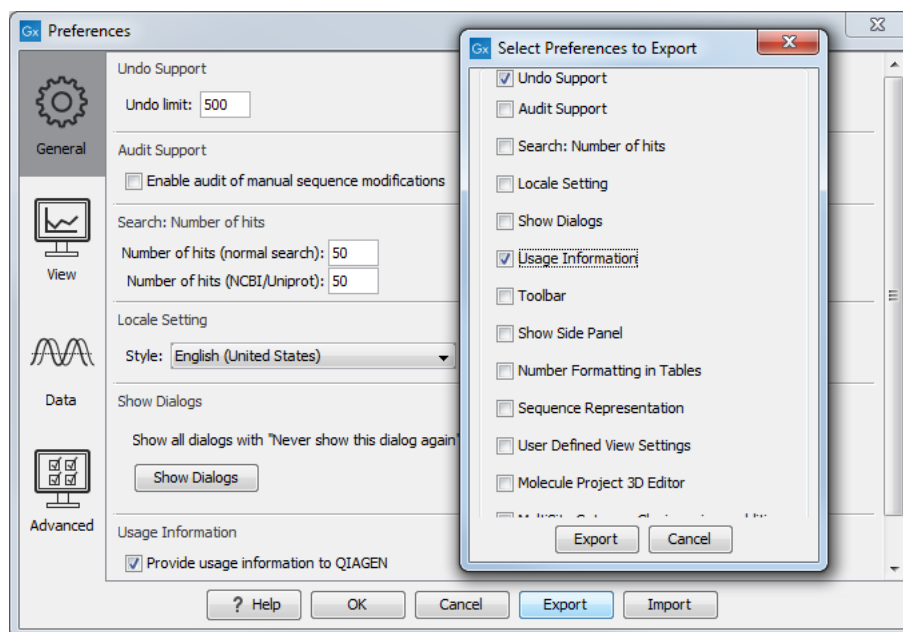 Gx Preferences
General
View
Data
Advanced
Undo Support
Undo limit: 500
Audit Support
Enable audit of manual sequence modifications
Search: Number of hits
Number of hits (normal search): 50
Number of hits (NCBI/Uniprot): 50
Locale Setting
Style: English (United States)
Show Dialogs
Show all dialogs with "Never show this dialog again"
Show Dialogs
Usage Information
Provide usage information to QIAGEN
? Help OK Cancel Export Import
Gx Select Preferences to Export
Undo Support
Audit Support
Search: Number of hits
Locale Setting
Show Dialogs
Usage Information
Toolbar
Show Side Panel
Number Formatting in Tables
Sequence Representation
User Defined View Settings
Molecule Project 3D Editor
Export Cancel